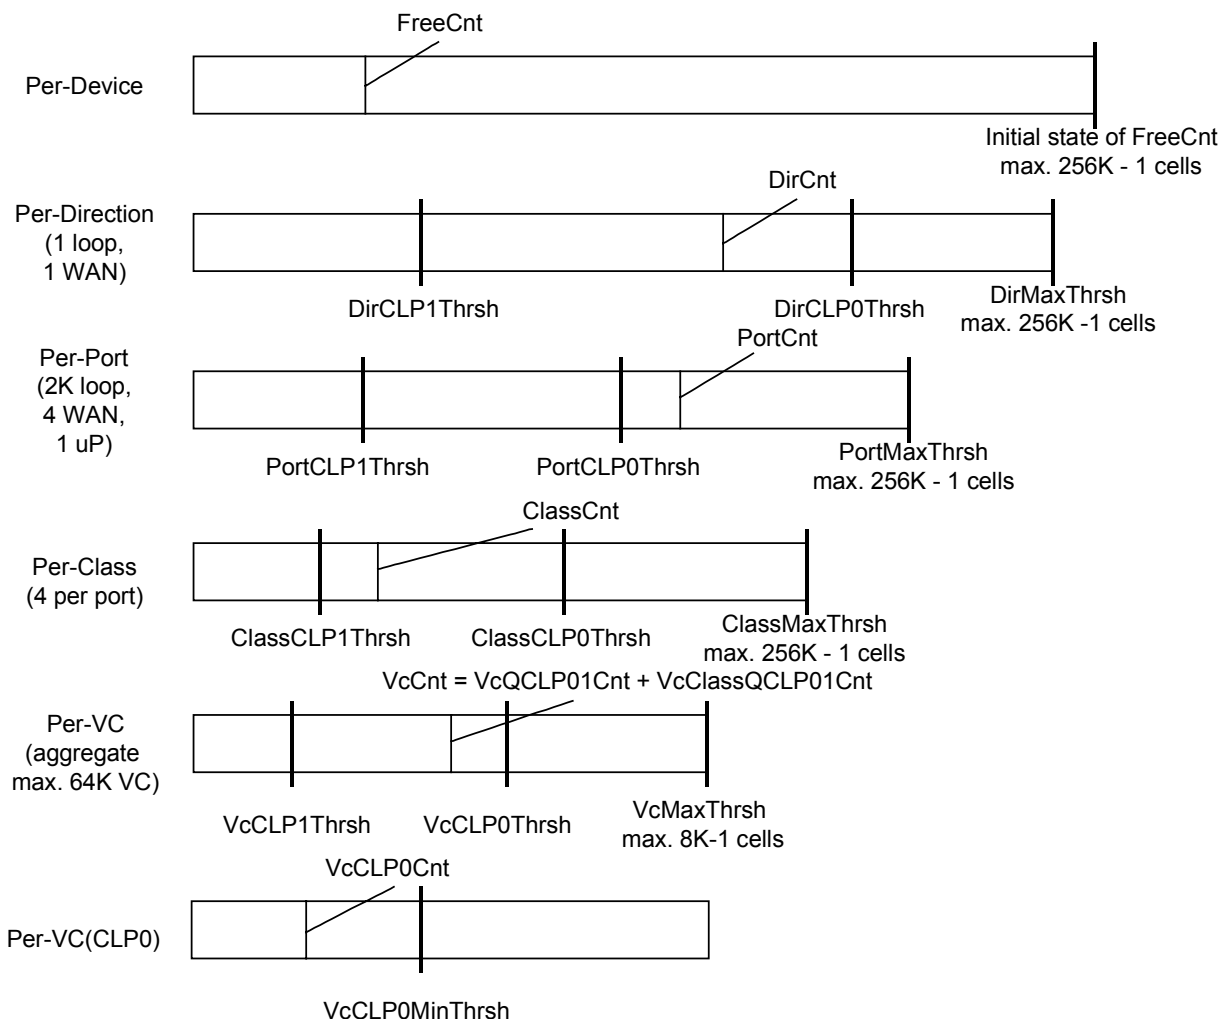 FreeCnt
Per-Device
Initial state of FreeCnt
max. 256K - 1 cells
DirCnt
Per-Direction
(1 loop,
1 WAN)
DirCLP1Thrsh
DirCLP0Thrsh
DirMaxThrsh
max. 256K -1 cells
PortCnt
Per-Port
(2K loop,
4 WAN,
1 uP)
PortCLP1Thrsh
PortCLP0Thrsh
PortMaxThrsh
max. 256K - 1 cells
ClassCnt
Per-Class
(4 per port)
ClassCLP1Thrsh
ClassCLP0Thrsh
ClassMaxThrsh
max. 256K - 1 cells
VcCnt = VcQCLP01Cnt + VcClassQCLP01Cnt
Per-VC
(aggregate
max. 64K VC)
VcCLP1Thrsh
VcCLP0Thrsh
VcMaxThrsh
max. 8K-1 cells
VcCLP0Cnt
Per-VC(CLP0)
VcCLP0MinThrsh